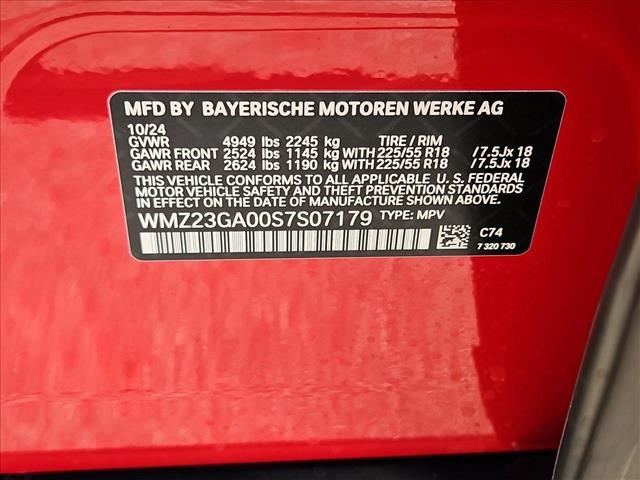 MFD BY BAYERISCHE MOTOREN WERKE AG
10/24
GVWR 4949 lbs 2245 kg TIRE / RIM
GAWR FRONT 2524 lbs 1145 kg WITH 225/55 R18 /7.5Jx 18
GAWR REAR 2624 lbs 1190 kg WITH 225/55 R18 /7.5Jx 18
THIS VEHICLE CONFORMS TO ALL APPLICABLE U. S. FEDERAL
MOTOR VEHICLE SAFETY AND THEFT PREVENTION STANDARDS
IN EFFECT ON THE DATE OF MANUFACTURE SHOWN ABOVE.
WMZ23GA00S7S07179 TYPE: MPV
C74
7 320 730